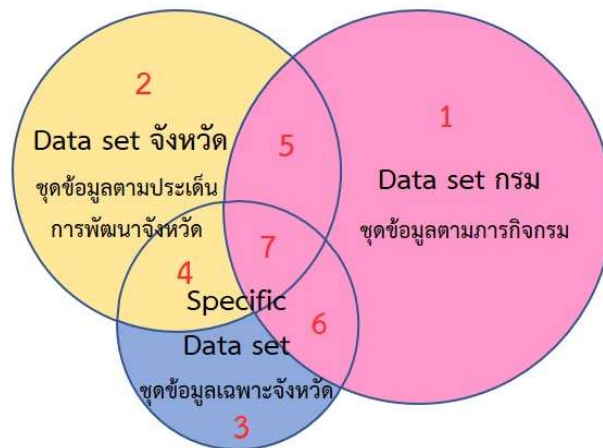 2
Data set จังหวัด
ชุดข้อมูลตามประเด็น
การพัฒนาจังหวัด
5
1
Data set กรม
ชุดข้อมูลตามภารกิจกรม
7
4
6
Specific
Data set
ชุดข้อมูลเฉพาะจังหวัด
3